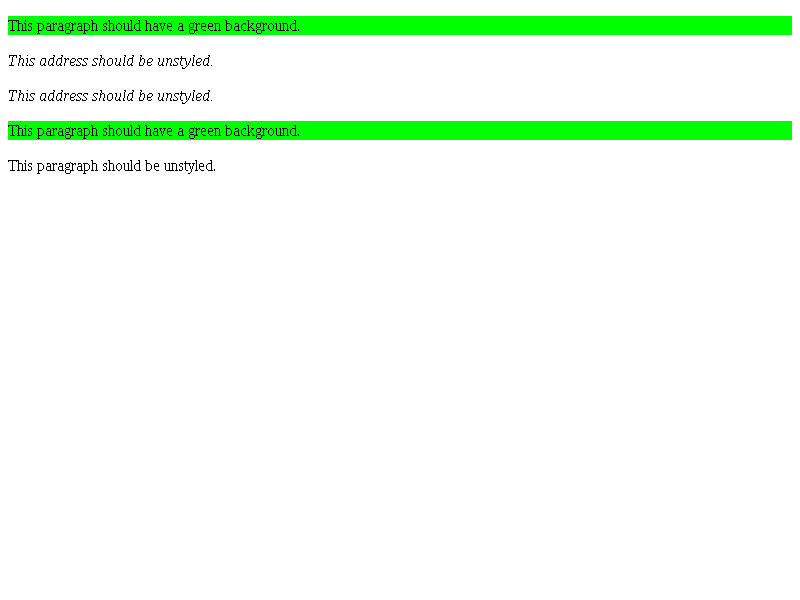 This paragraph should have a green background.
This address should be unstyled.
This address should be unstyled.
This paragraph should have a green background.
This paragraph should be unstyled.